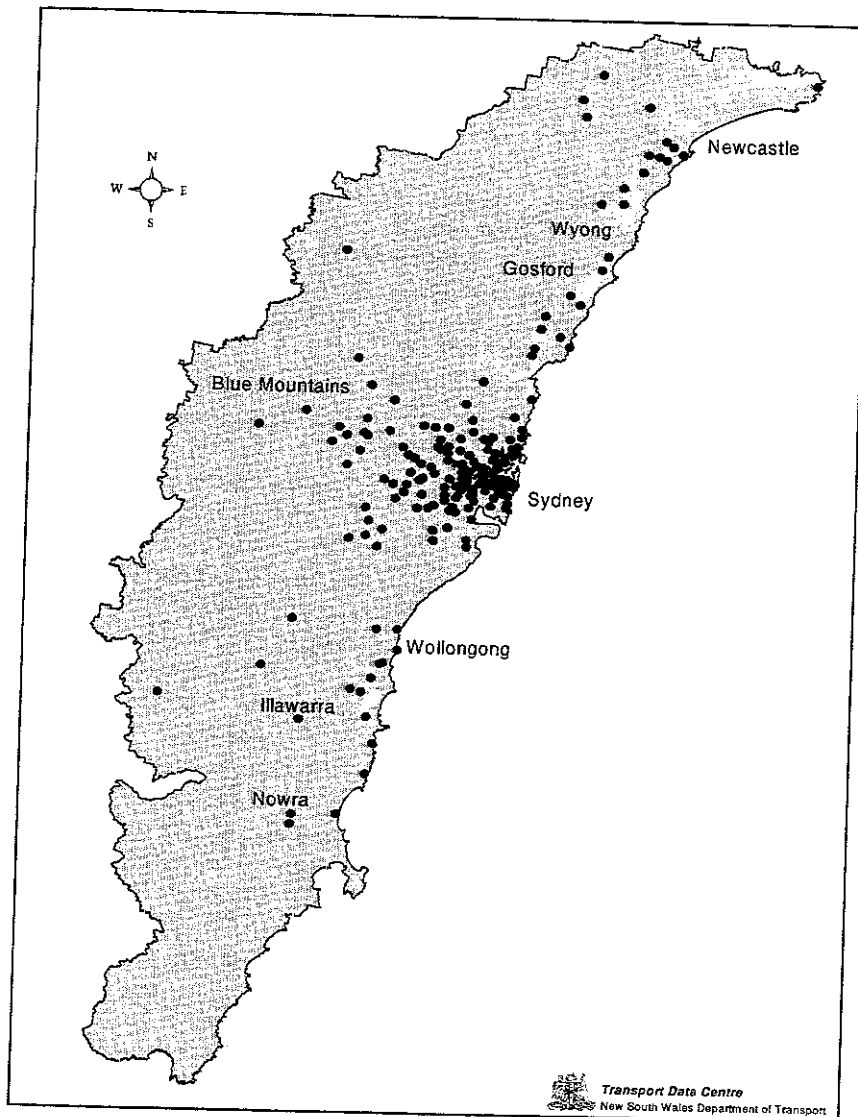 N
W E
S
Newcastle
Wyong
Gosford
Blue Mountains
Sydney
Wollongong
Illawarra
Nowra
Transport Data Centre
New South Wales Department of Transport